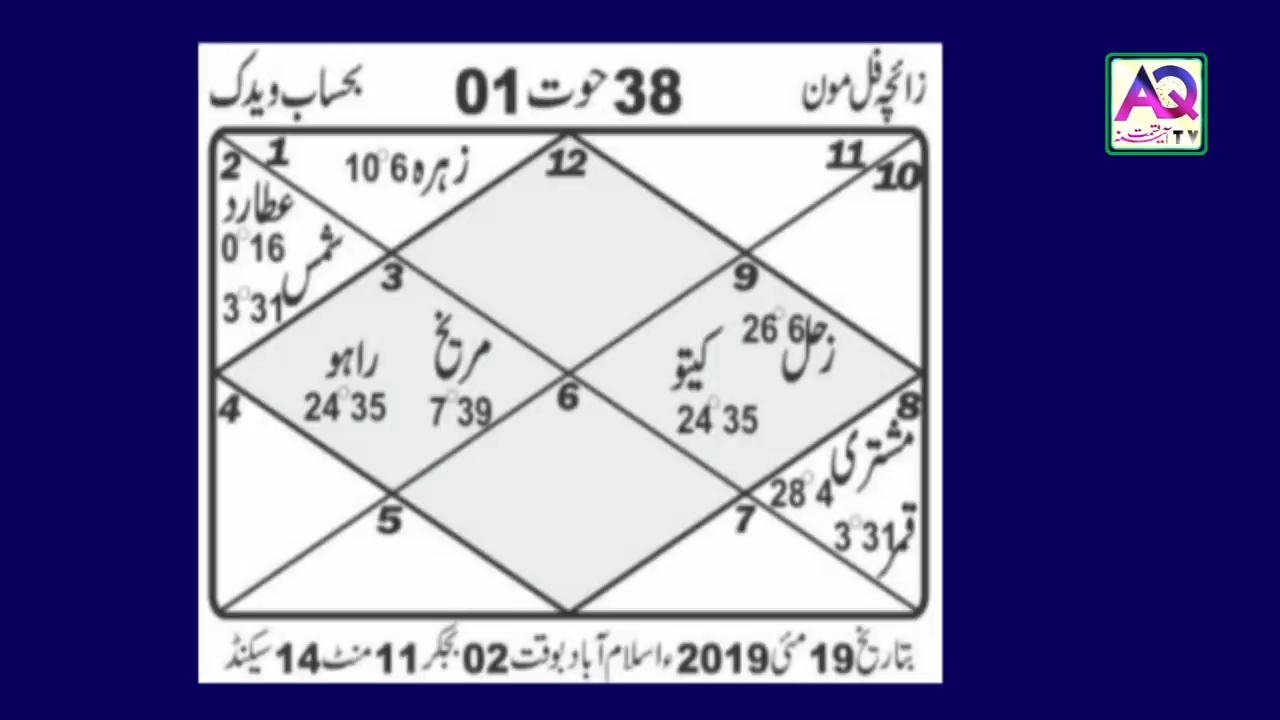 زائچہ فل مون
01 حوت 38
بحساب ویدک
AQ
آئینہ قسمت TV
12
11
10
زہرہ 6°10
1
2
عطارد
0°16
شمس
3°31
3
9
زحل 6°26
کیتو
24°35
مریخ
7°39
راہو
24°35
6
4
8
مشتری
28°4
قمر
3°31
5
7
بتاریخ 19 مئی 2019ء اسلام آباد بوقت 02 بجکر 11 منٹ 14 سیکنڈ